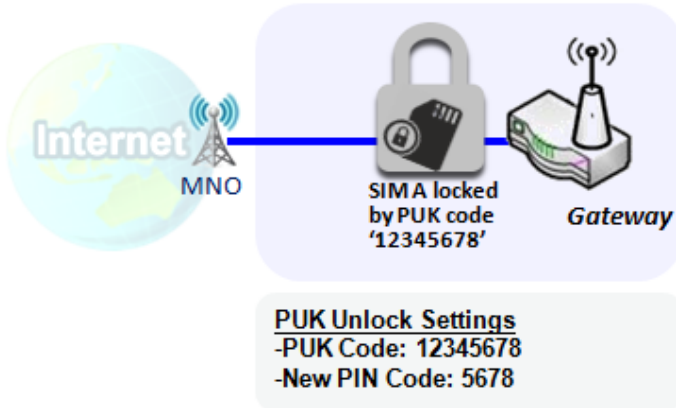 Internet
MNO
SIM A locked
by PUK code
‘12345678’
Gateway
PUK Unlock Settings
-PUK Code: 12345678
-New PIN Code: 5678